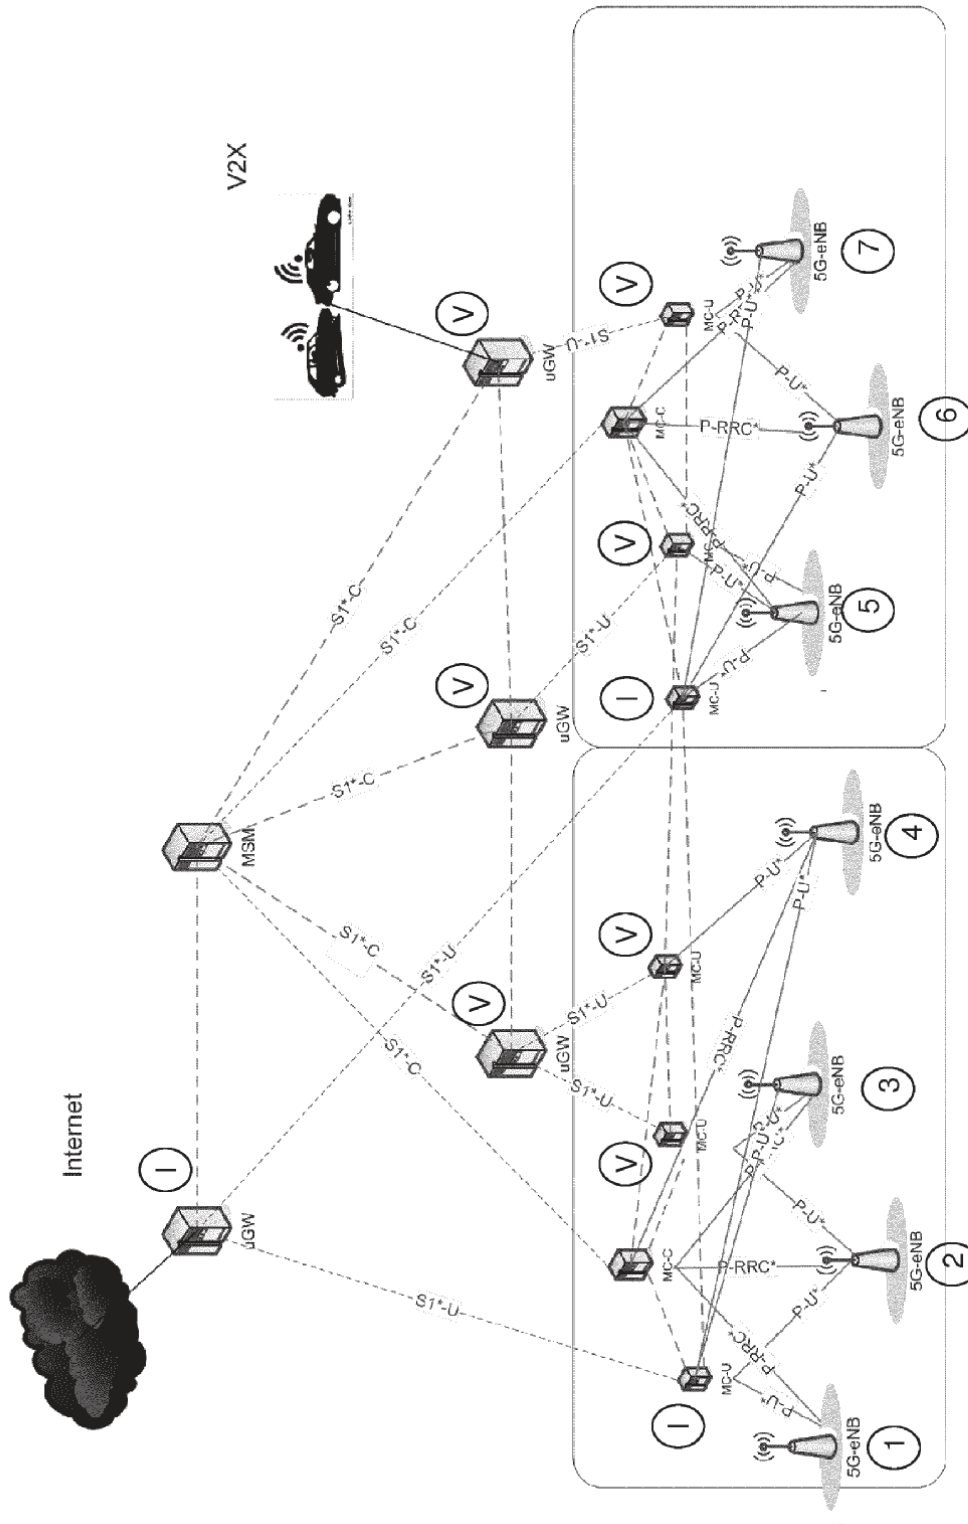 Internet
V2X
I
uGW
MSM
S1*-C
S1*-C
S1*-C
S1*-C
S1*-C
S1*-U
S1*-U
V
uGW
V
uGW
V
uGW
S1*-U
S1*-U
S1*-U
S1*-U
I
MC-U
MC-C
V
MC-U
V
MC-U
I
MC-U
V
MC-C
V
MC-U
P-U*
P-RRC*
P-U*
P-RRC*
P-U*
P-RRC*
P-U*
P-U*
P-U*
P-U*
P-U*
P-RRC*
P-U*
P-U*
P-RRC*
P-U*
P-U*
5G-eNB
1
5G-eNB
2
5G-eNB
3
5G-eNB
4
5G-eNB
5
5G-eNB
6
5G-eNB
7